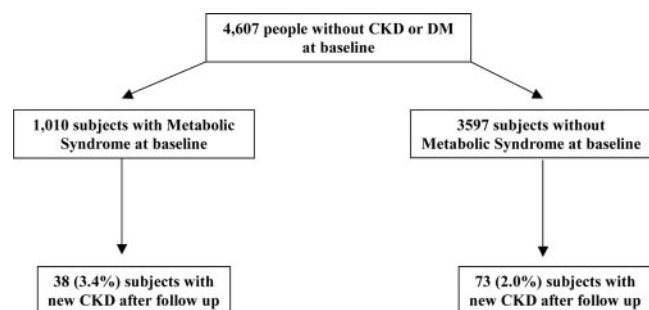 4,607 people without CKD or DM
at baseline
1,010 subjects with Metabolic
Syndrome at baseline
3597 subjects without
Metabolic Syndrome at baseline
38 (3.4%) subjects with
new CKD after follow up
73 (2.0%) subjects with
new CKD after follow up